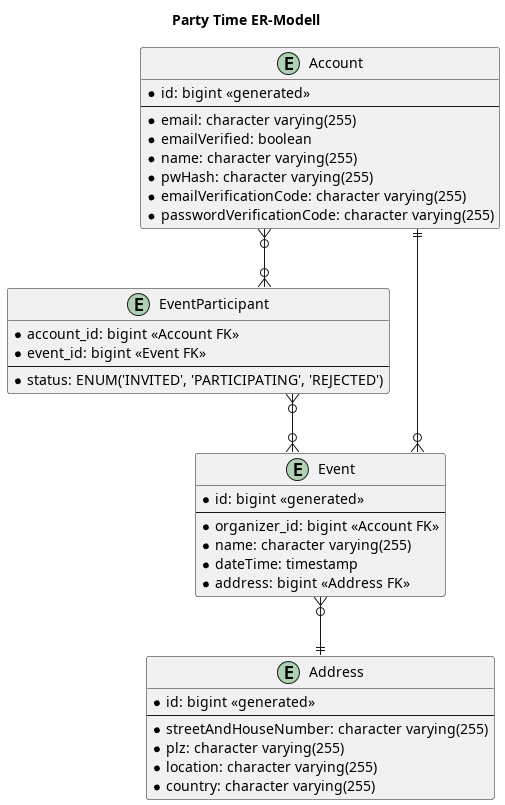 Party Time ER-Modell
E Account
* id: bigint «generated»
* email: character varying(255)
* emailVerified: boolean
* name: character varying(255)
* pwHash: character varying(255)
* emailVerificationCode: character varying(255)
* passwordVerificationCode: character varying(255)
E EventParticipant
* account_id: bigint «Account FK»
* event_id: bigint «Event FK»
* status: ENUM('INVITED', 'PARTICIPATING', 'REJECTED')
E Event
* id: bigint «generated»
* organizer_id: bigint «Account FK»
* name: character varying(255)
* dateTime: timestamp
* address: bigint «Address FK»
E Address
* id: bigint «generated»
* streetAndHouseNumber: character varying(255)
* plz: character varying(255)
* location: character varying(255)
* country: character varying(255)